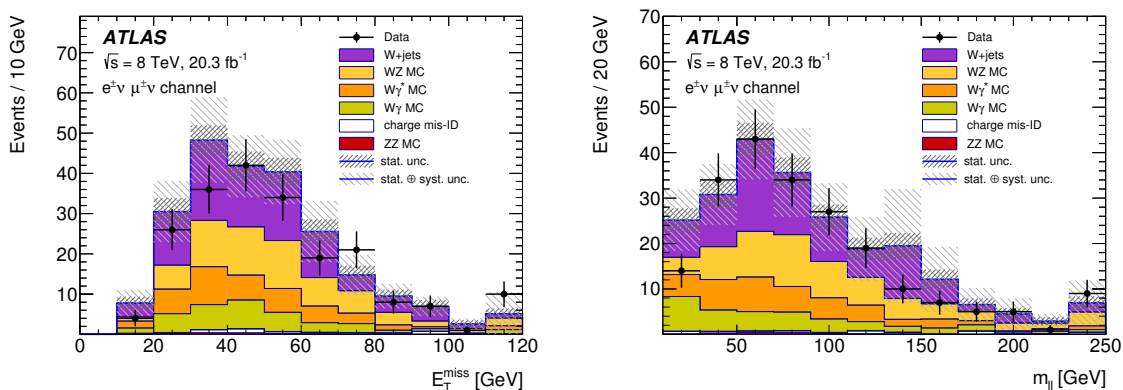 Events / 10 GeV
70
60
50
40
30
20
10
0
20
40
60
80
100
120
E_T^miss [GeV]
ATLAS
√s = 8 TeV, 20.3 fb⁻¹
e±ν μ±ν channel
Data
W+jets
WZ MC
Wγ* MC
Wγ MC
charge mis-ID
ZZ MC
stat. unc.
stat. ⊕ syst. unc.
Events / 20 GeV
70
60
50
40
30
20
10
50
100
150
200
250
m_ll [GeV]
ATLAS
√s = 8 TeV, 20.3 fb⁻¹
e±ν μ±ν channel
Data
W+jets
WZ MC
Wγ* MC
Wγ MC
charge mis-ID
ZZ MC
stat. unc.
stat. ⊕ syst. unc.